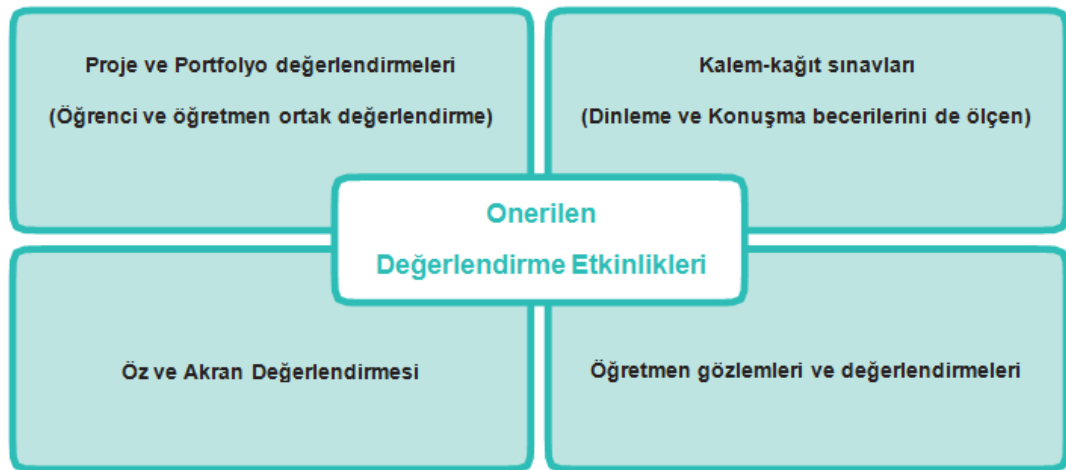 Proje ve Portfolyo değerlendirmeleri
(Öğrenci ve öğretmen ortak değerlendirme)
Kalem-kağıt sınavları
(Dinleme ve Konuşma becerilerini de ölçen)
Onerilen
Değerlendirme Etkinlikleri
Öz ve Akran Değerlendirmesi
Öğretmen gözlemleri ve değerlendirmeleri